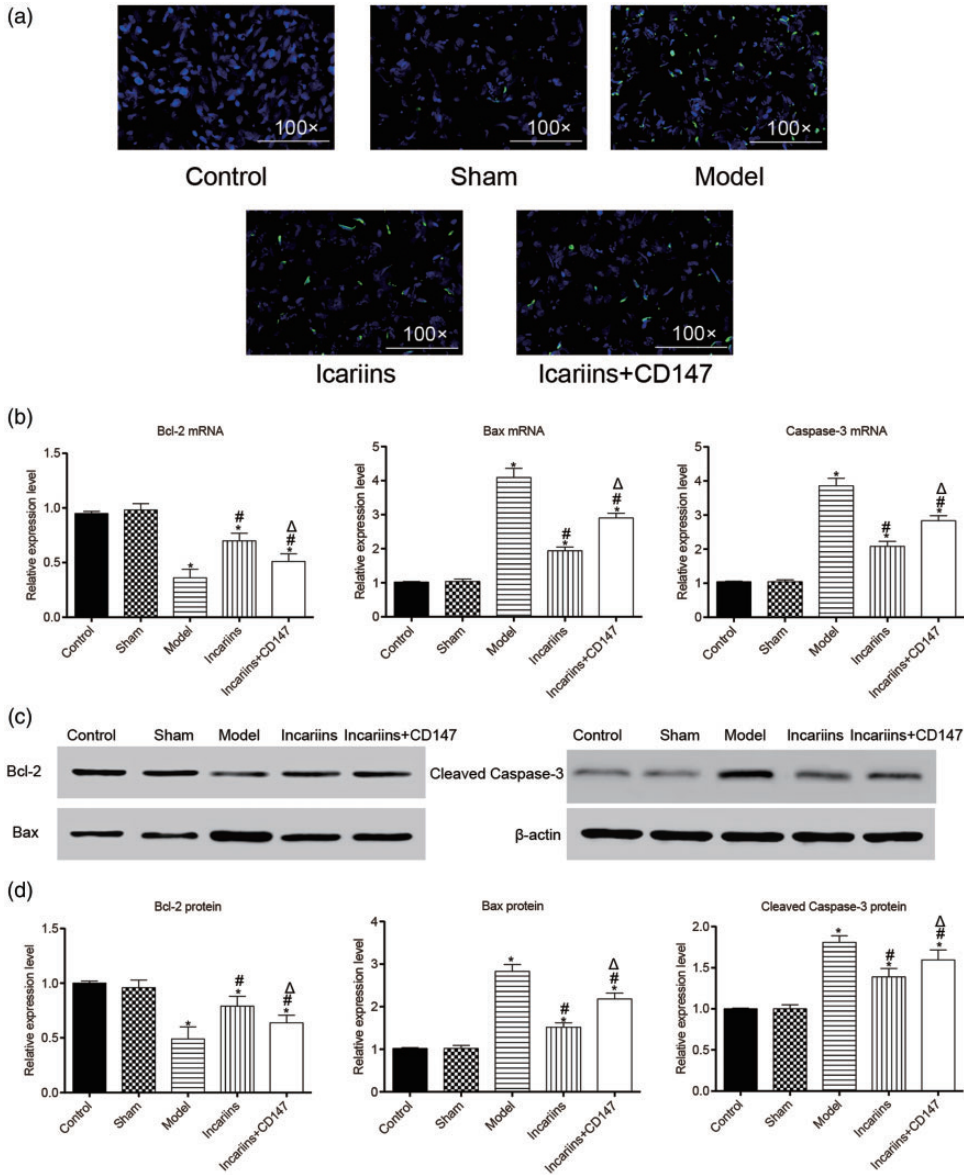 (a)
100×
100×
100×
Control
Sham
Model
100×
100×
Icariins
Icariins+CD147
(b)
Bcl-2 mRNA
Bax mRNA
Caspase-3 mRNA
Relative expression level
1.5
1.0
0.5
0.0
*
#
*
Δ
#
*
Control
Sham
Model
Incariins
Incariins+CD147
Relative expression level
5
4
3
2
1
0
*
#
*
Δ
#
*
Control
Sham
Model
Incariins
Incariins+CD147
Relative expression level
5
4
3
2
1
0
*
#
*
Δ
#
*
Control
Sham
Model
Incariins
Incariins+CD147
(c)
Control Sham Model Incariins Incariins+CD147
Bcl-2
Bax
Control Sham Model Incariins Incariins+CD147
Cleaved Caspase-3
β-actin
(d)
Bcl-2 protein
Bax protein
Cleaved Caspase-3 protein
Relative expression level
1.5
1.0
0.5
0.0
*
#
*
Δ
#
*
Control
Sham
Model
Incariins
Incariins+CD147
Relative expression level
4
3
2
1
0
*
#
*
Δ
#
*
Control
Sham
Model
Incariins
Incariins+CD147
Relative expression level
2.0
1.5
1.0
0.5
0.0
*
#
*
Δ
#
*
Control
Sham
Model
Incariins
Incariins+CD147